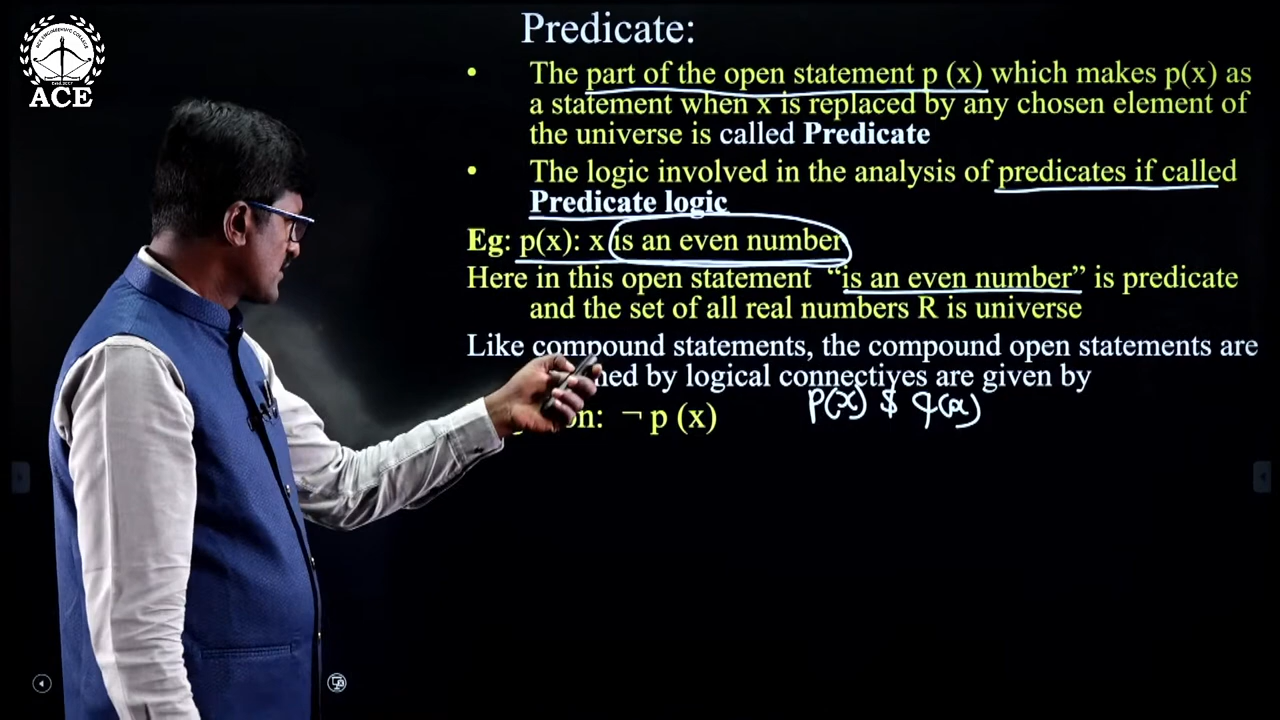 ACE ENGINEERING COLLEGE
ACE
Predicate:
• The part of the open statement p (x) which makes p(x) as
a statement when x is replaced by any chosen element of
the universe is called Predicate
• The logic involved in the analysis of predicates if called
Predicate logic
Eg: p(x): x is an even number
Here in this open statement “is an even number” is predicate
and the set of all real numbers R is universe
Like compound statements, the compound open statements are
by logical connectives are given by
p(x) & q(x)
¬ p (x)